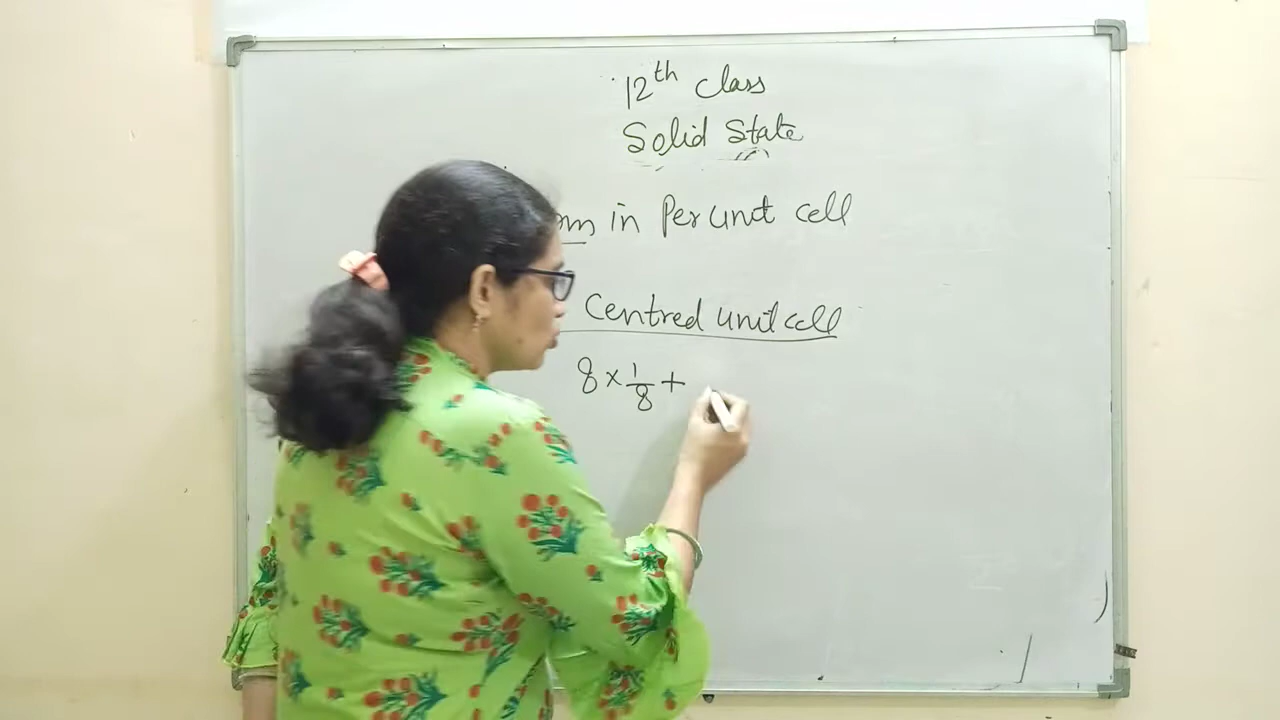 12th class
Solid State
in Per unit cell
Centred unit cell
8 × 1/8 +